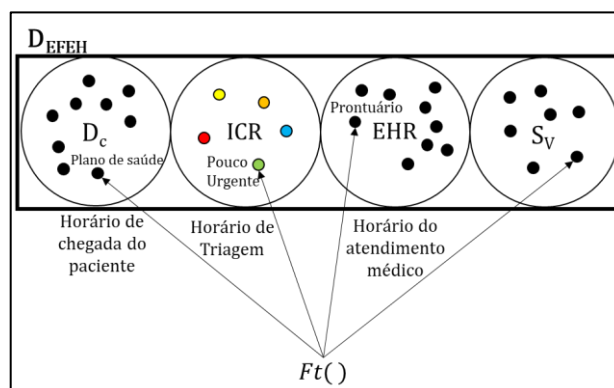 D_EFEH
D_c
Plano de saúde
ICR
Pouco
Urgente
Prontuário
EHR
S_V
Horário de
chegada do
paciente
Horário de
Triagem
Horário do
atendimento
médico
Ft( )